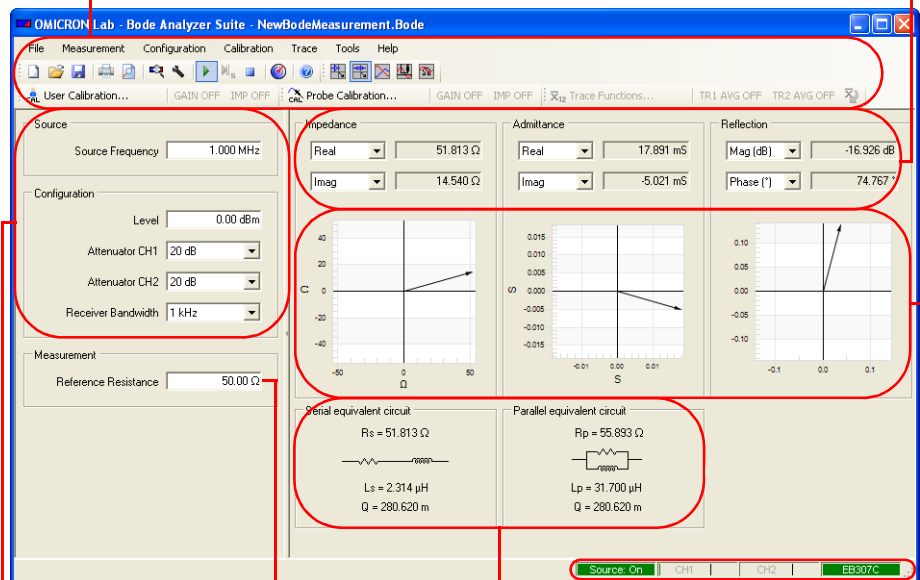 OMICRON Lab - Bode Analyzer Suite - NewBodeMeasurement.Bode
File Measurement Configuration Calibration Trace Tools Help
CAL User Calibration... GAIN OFF IMP OFF CAL Probe Calibration... GAIN OFF IMP OFF X12 Trace Functions... TR1 AVG OFF TR2 AVG OFF
Source
Source Frequency 1.000 MHz
Configuration
Level 0.00 dBm
Attenuator CH1 20 dB
Attenuator CH2 20 dB
Receiver Bandwidth 1 kHz
Measurement
Reference Resistance 50.00 Ω
Impedance
Real 51.813 Ω
Imag 14.540 Ω
Admittance
Real 17.891 mS
Imag -5.021 mS
Reflection
Mag (dB) -16.926 dB
Phase (°) 74.767 °
40
20
Ω 0
-20
-40
-50 0 50
Ω
0.015
0.010
0.005
S 0.000
-0.005
-0.010
-0.015
-0.01 0.00 0.01
S
0.10
0.05
0.00
-0.05
-0.10
-0.1 0.0 0.1
Serial equivalent circuit
Rs = 51.813 Ω
Ls = 2.314 µH
Q = 280.620 m
Parallel equivalent circuit
Rp = 55.893 Ω
Lp = 31.700 µH
Q = 280.620 m
Source: On CH1 CH2 EB307C